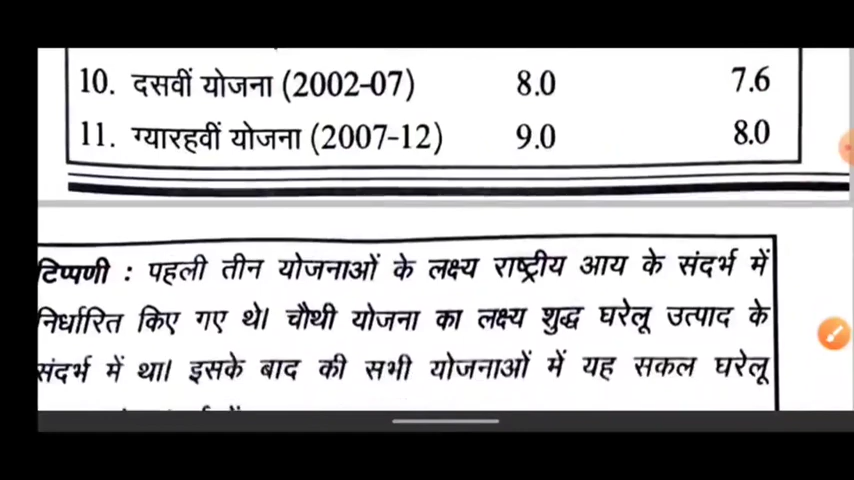 10. दसवीं योजना (2002-07) 8.0 7.6
11. ग्यारहवीं योजना (2007-12) 9.0 8.0
टिप्पणी : पहली तीन योजनाओं के लक्ष्य राष्ट्रीय आय के संदर्भ में
निर्धारित किए गए थे। चौथी योजना का लक्ष्य शुद्ध घरेलू उत्पाद के
संदर्भ में था। इसके बाद की सभी योजनाओं में यह सकल घरेलू